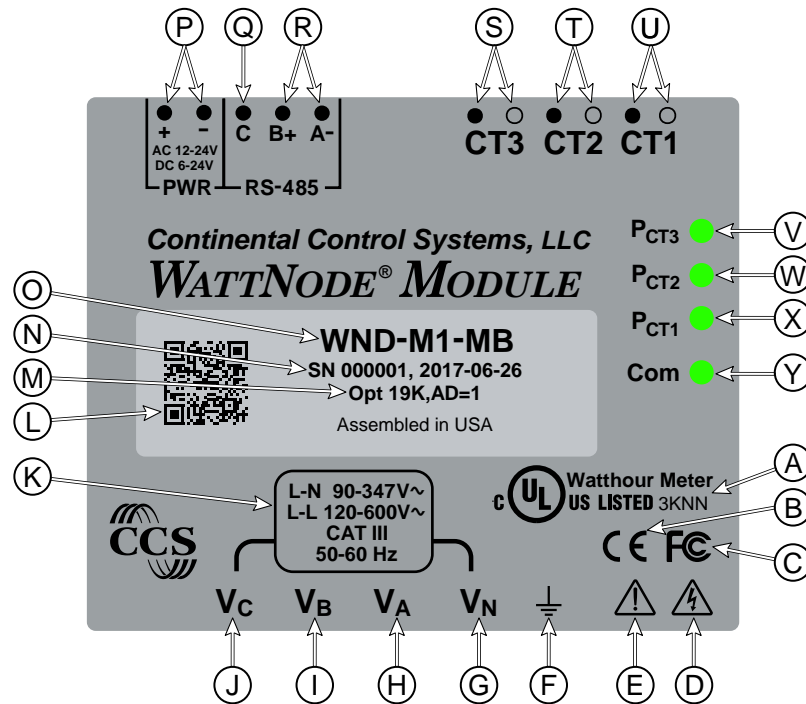 P Q R S T U
+ - C B+ A-
AC 12-24V
DC 6-24V
PWR RS-485
CT3 CT2 CT1
Continental Control Systems, LLC
WATTNODE® MODULE
PCT3 V
PCT2 W
PCT1 X
Com Y
O WND-M1-MB
N SN 000001, 2017-06-26
M Opt 19K,AD=1
L Assembled in USA
K L-N 90-347V~
L-L 120-600V~
CAT III
50-60 Hz
CCS
C UL US LISTED 3KNN
Watthour Meter A
CE B
FC C
VC VB VA VN
J I H G F E D